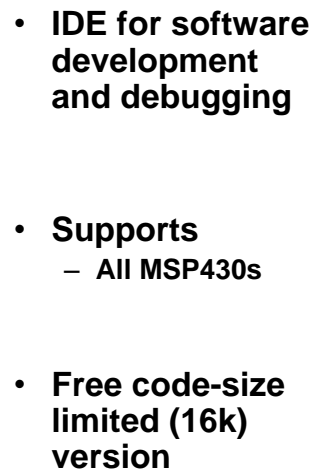 • IDE for software
development
and debugging
• Supports
– All MSP430s
• Free code-size
limited (16k)
version